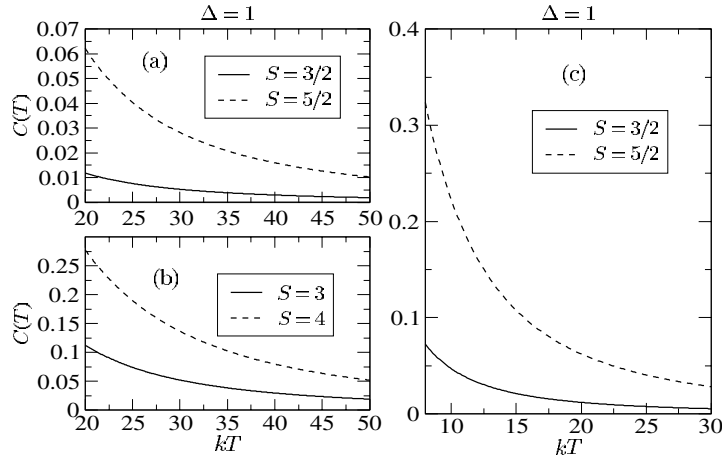 Δ = 1
0.07
0.06
0.05
0.04
0.03
0.02
0.01
0
C(T)
(a)
S = 3/2
S = 5/2
20 25 30 35 40 45 50
0.25
0.2
0.15
0.1
0.05
0
C(T)
(b)
S = 3
S = 4
20 25 30 35 40 45 50
kT
Δ = 1
0.4
0.3
0.2
0.1
0
C(T)
(c)
S = 3/2
S = 5/2
10 15 20 25 30
kT